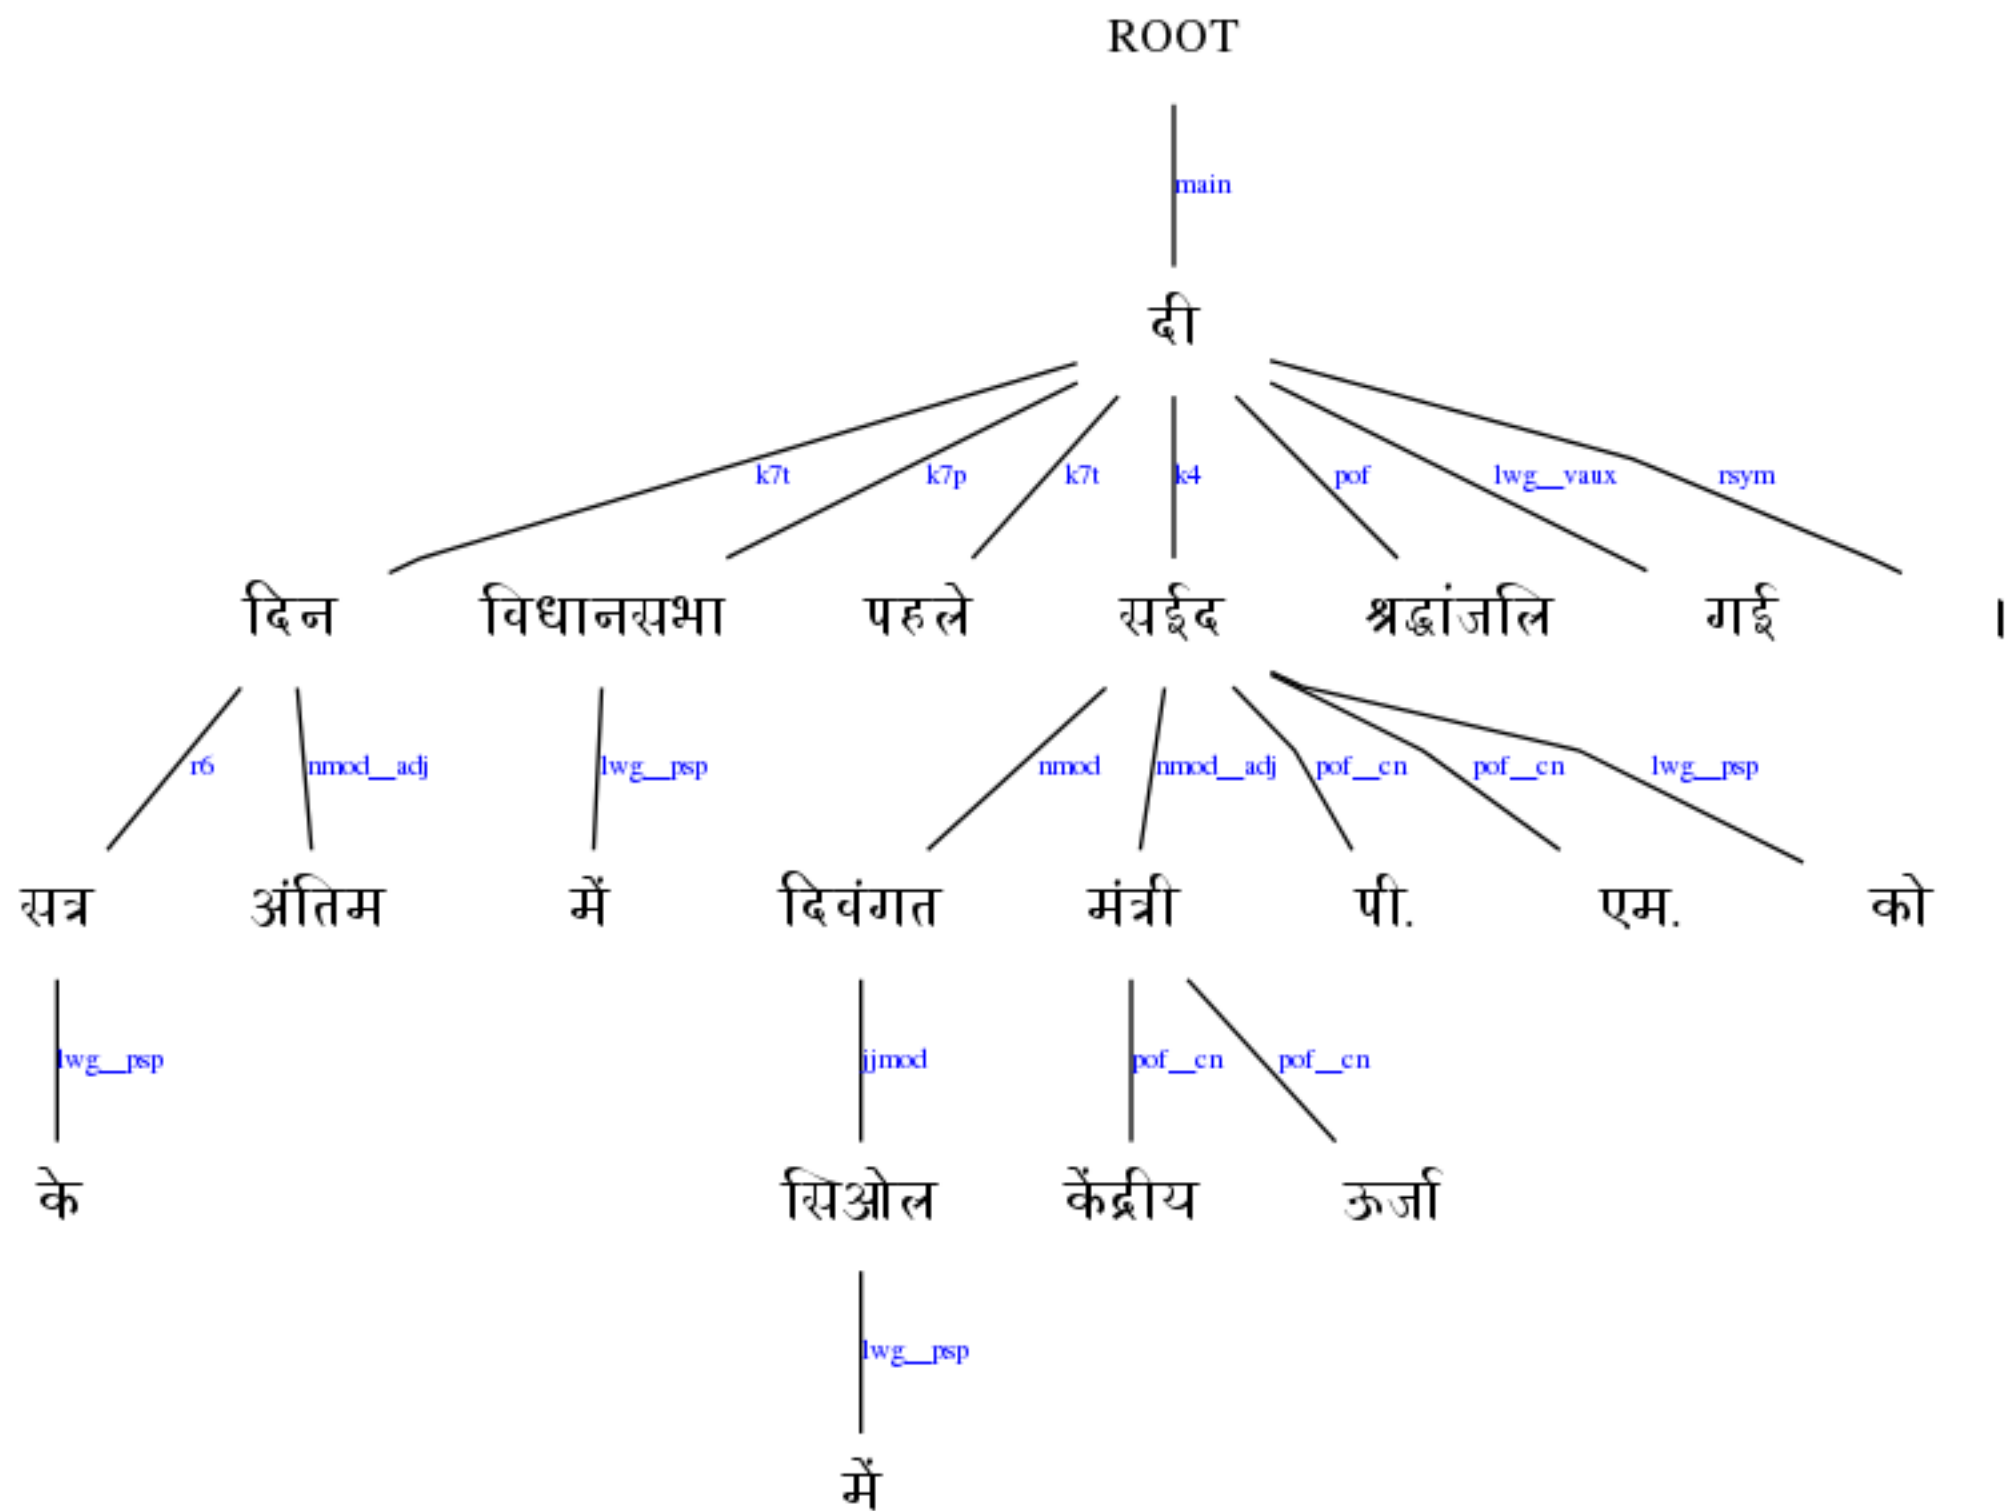 ROOT
main
दी
k7t k7p k7t k4 pof lwg__vaux rsym
दिन विधानसभा पहले सईद श्रद्धांजलि गई ।
r6 nmod__adj lwg__psp nmod nmod__adj pof__cn pof__cn lwg__psp
सत्र अंतिम में दिवंगत मंत्री पी. एम. को
lwg__psp jjmod pof__cn pof__cn
के सिओल केंद्रीय ऊर्जा
lwg__psp
में